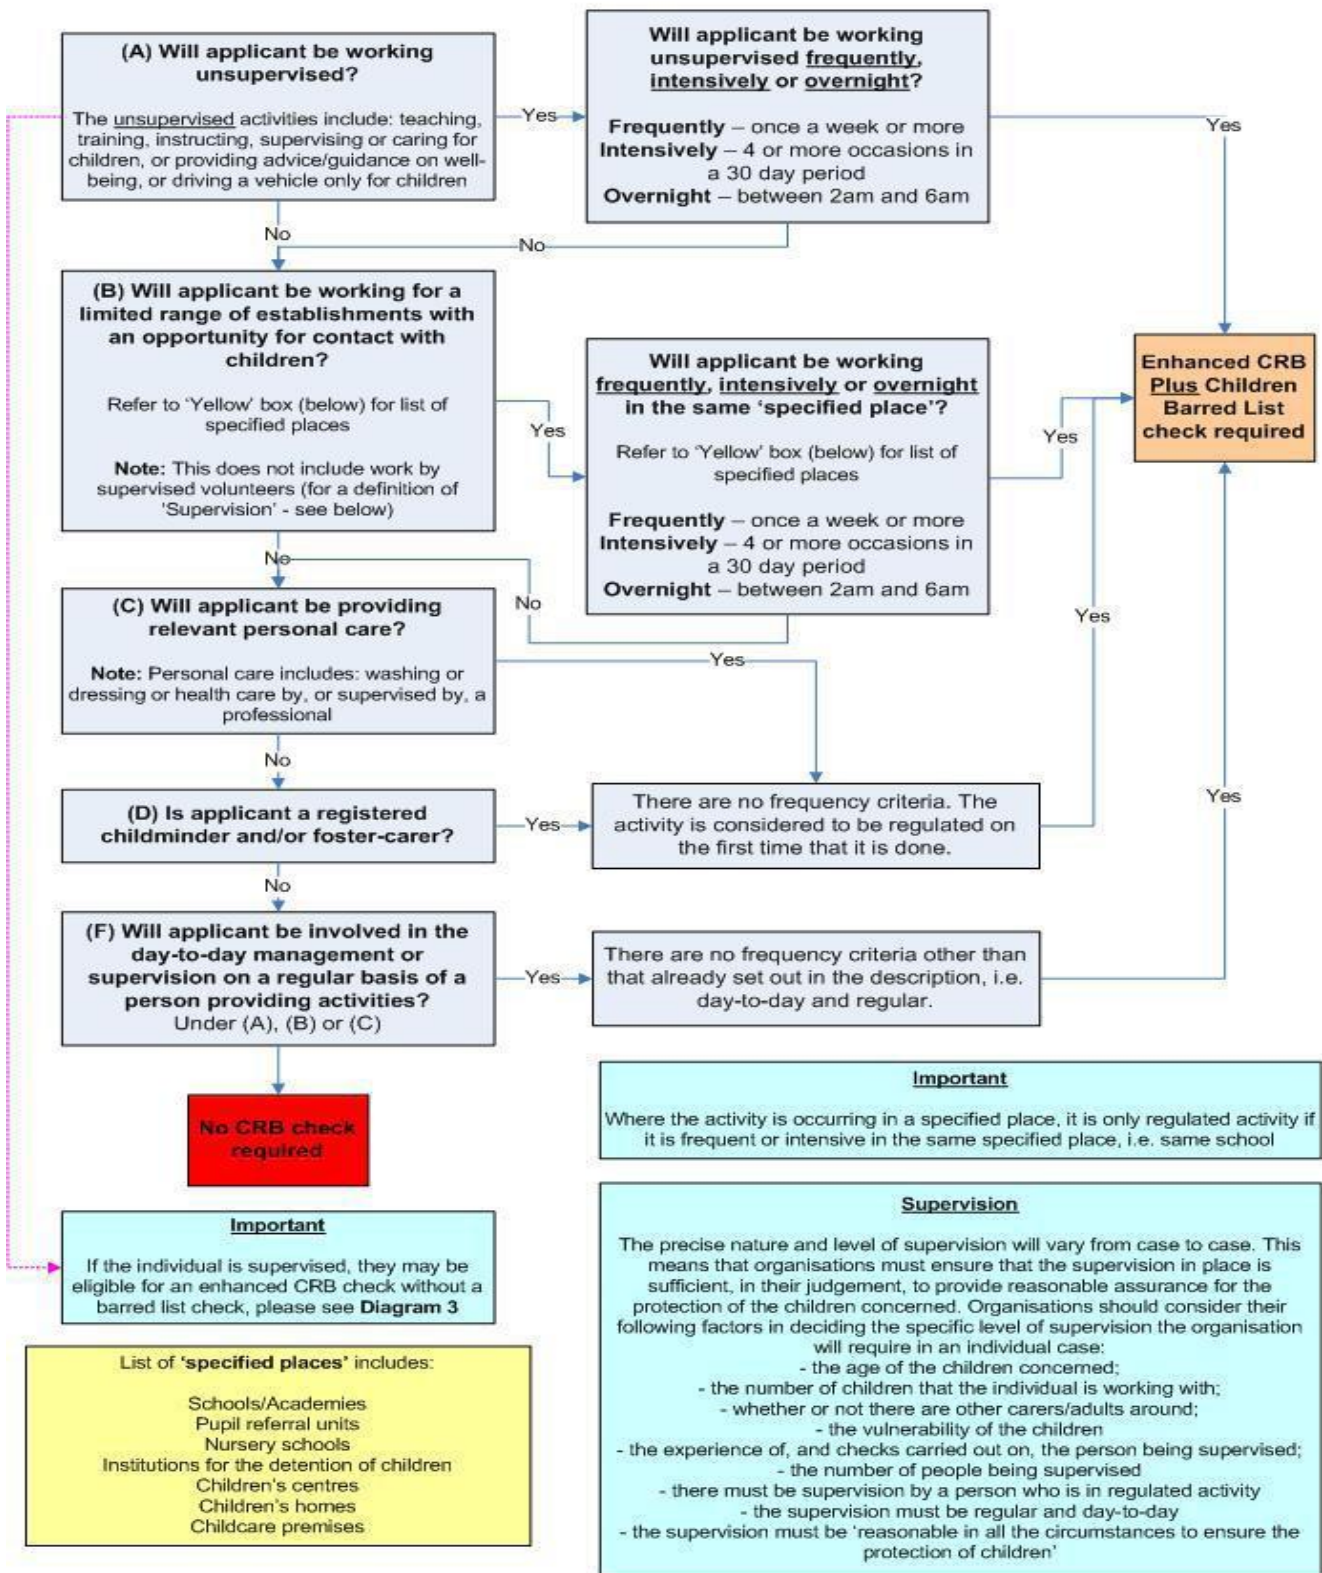 (A) Will applicant be working
unsupervised?
The unsupervised activities include: teaching,
training, instructing, supervising or caring for
children, or providing advice/guidance on well-
being, or driving a vehicle only for children
Yes
Will applicant be working
unsupervised frequently,
intensively or overnight?
Frequently – once a week or more
Intensively – 4 or more occasions in
a 30 day period
Overnight – between 2am and 6am
Yes
No
No
(B) Will applicant be working for a
limited range of establishments with
an opportunity for contact with
children?
Refer to 'Yellow' box (below) for list of
specified places
Note: This does not include work by
supervised volunteers (for a definition of
'Supervision' - see below)
Yes
Will applicant be working
frequently, intensively or overnight
in the same 'specified place'?
Refer to 'Yellow' box (below) for list of
specified places
Frequently – once a week or more
Intensively – 4 or more occasions in
a 30 day period
Overnight – between 2am and 6am
Yes
Enhanced CRB
Plus Children
Barred List
check required
No
No
(C) Will applicant be providing
relevant personal care?
Note: Personal care includes: washing or
dressing or health care by, or supervised by, a
professional
Yes
Yes
No
(D) Is applicant a registered
childminder and/or foster-carer?
Yes
There are no frequency criteria. The
activity is considered to be regulated on
the first time that it is done.
Yes
No
(F) Will applicant be involved in the
day-to-day management or
supervision on a regular basis of a
person providing activities?
Under (A), (B) or (C)
Yes
There are no frequency criteria other than
that already set out in the description, i.e.
day-to-day and regular.
No CRB check
required
Important
Where the activity is occurring in a specified place, it is only regulated activity if
it is frequent or intensive in the same specified place, i.e. same school
Important
If the individual is supervised, they may be
eligible for an enhanced CRB check without a
barred list check, please see Diagram 3
List of 'specified places' includes:
Schools/Academies
Pupil referral units
Nursery schools
Institutions for the detention of children
Children's centres
Children's homes
Childcare premises
Supervision
The precise nature and level of supervision will vary from case to case. This
means that organisations must ensure that the supervision in place is
sufficient, in their judgement, to provide reasonable assurance for the
protection of the children concerned. Organisations should consider their
following factors in deciding the specific level of supervision the organisation
will require in an individual case:
- the age of the children concerned;
- the number of children that the individual is working with;
- whether or not there are other carers/adults around;
- the vulnerability of the children
- the experience of, and checks carried out on, the person being supervised;
- the number of people being supervised
- there must be supervision by a person who is in regulated activity
- the supervision must be regular and day-to-day
- the supervision must be 'reasonable in all the circumstances to ensure the
protection of children'